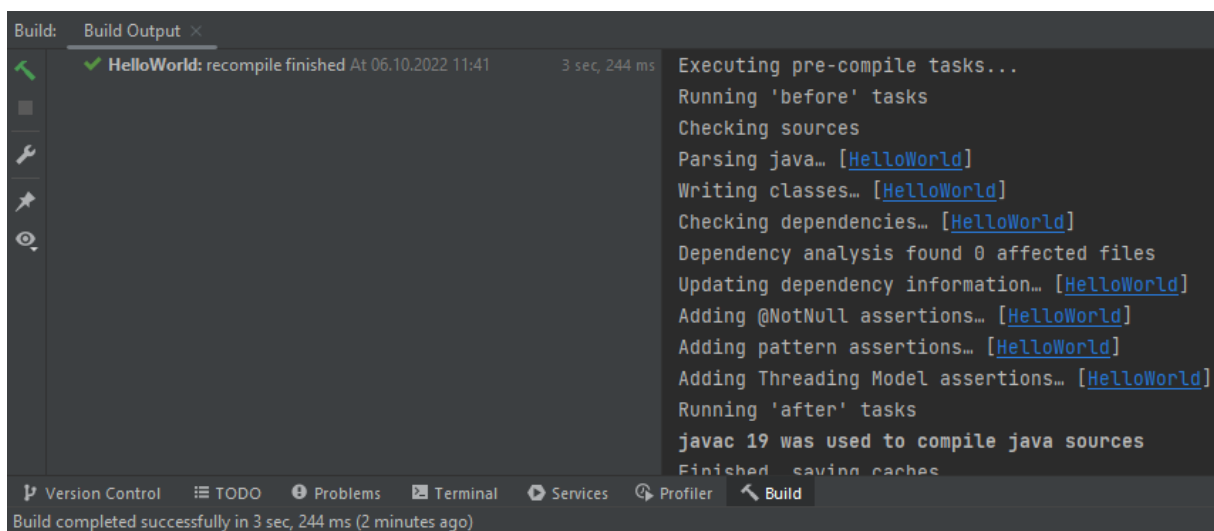 Build: Build Output ×
HelloWorld: recompile finished At 06.10.2022 11:41 3 sec, 244 ms
Executing pre-compile tasks...
Running 'before' tasks
Checking sources
Parsing java… [HelloWorld]
Writing classes… [HelloWorld]
Checking dependencies… [HelloWorld]
Dependency analysis found 0 affected files
Updating dependency information… [HelloWorld]
Adding @NotNull assertions… [HelloWorld]
Adding pattern assertions… [HelloWorld]
Adding Threading Model assertions… [HelloWorld]
Running 'after' tasks
javac 19 was used to compile java sources
Finished, saving caches
Version Control TODO Problems Terminal Services Profiler Build
Build completed successfully in 3 sec, 244 ms (2 minutes ago)